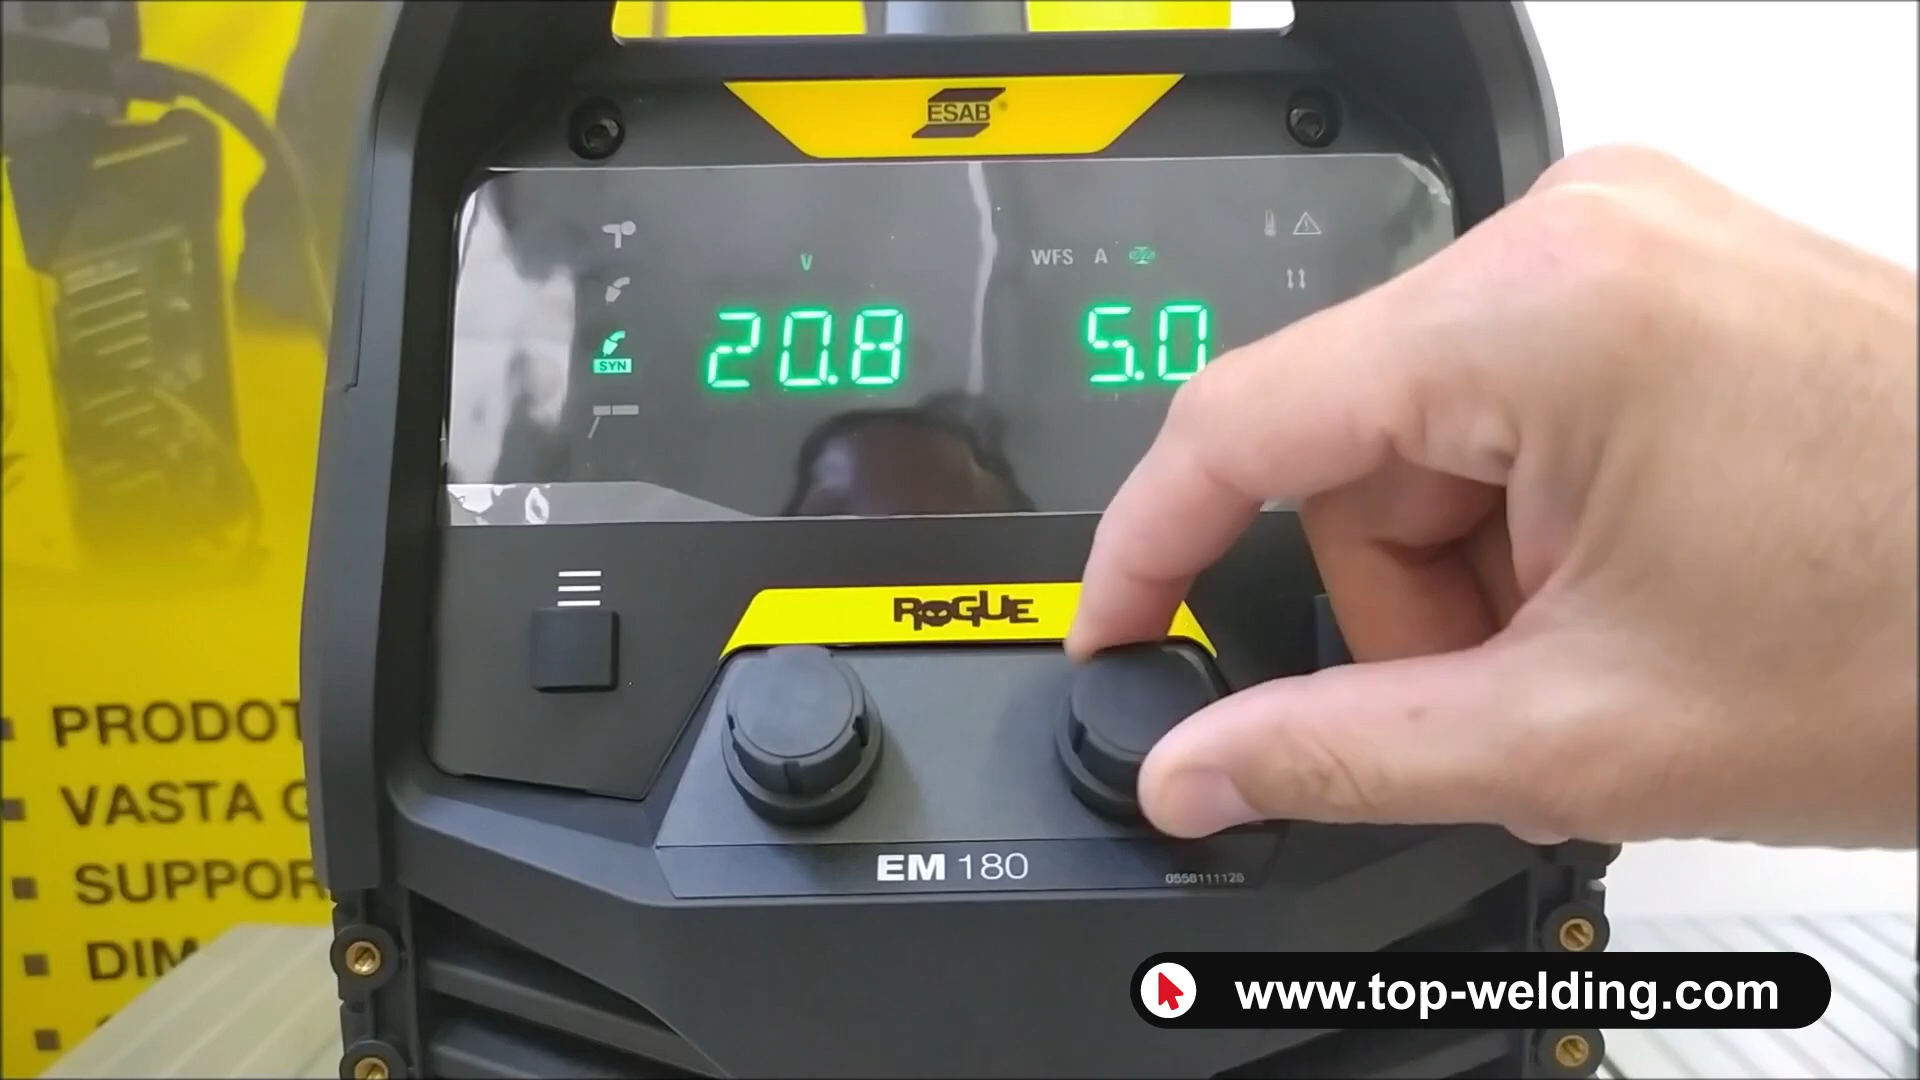 ESAB
V
WFS A
20.8
5.0
SYN
ROGUE
EM 180
0558111128
PRODOT
VASTA G
SUPPOR
DIM
www.top-welding.com